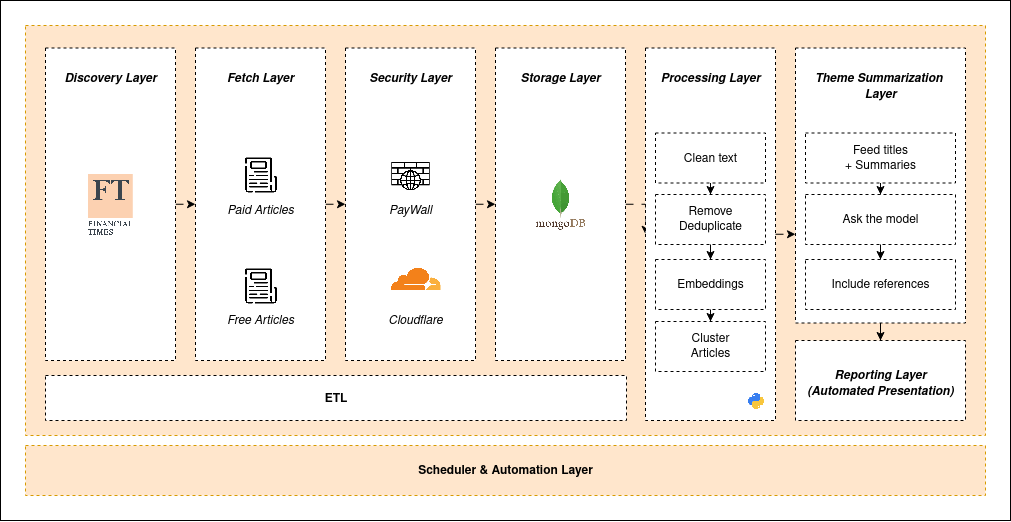 Discovery Layer
FT
FINANCIAL
TIMES
Fetch Layer
Paid Articles
Free Articles
Security Layer
PayWall
Cloudflare
Storage Layer
mongoDB
ETL
Processing Layer
Clean text
Remove
Deduplicate
Embeddings
Cluster
Articles
Theme Summarization
Layer
Feed titles
+ Summaries
Ask the model
Include references
Reporting Layer
(Automated Presentation)
Scheduler & Automation Layer